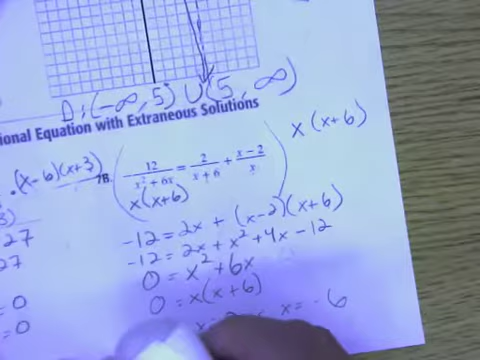 D: (-∞, 5) ∪ (5, ∞)
ional Equation with Extraneous Solutions
x (x+6)
. (x-6)(x+3)
7B. ( 12/(x²+6x) = 2/(x+6) + (x-2)/x )
x(x+6)
27
-12 = 2x + (x-2)(x+6)
27
-12 = 2x + x² + 4x - 12
0 = x² + 6x
= 0
0 = x(x+6)
= 0
x = -6